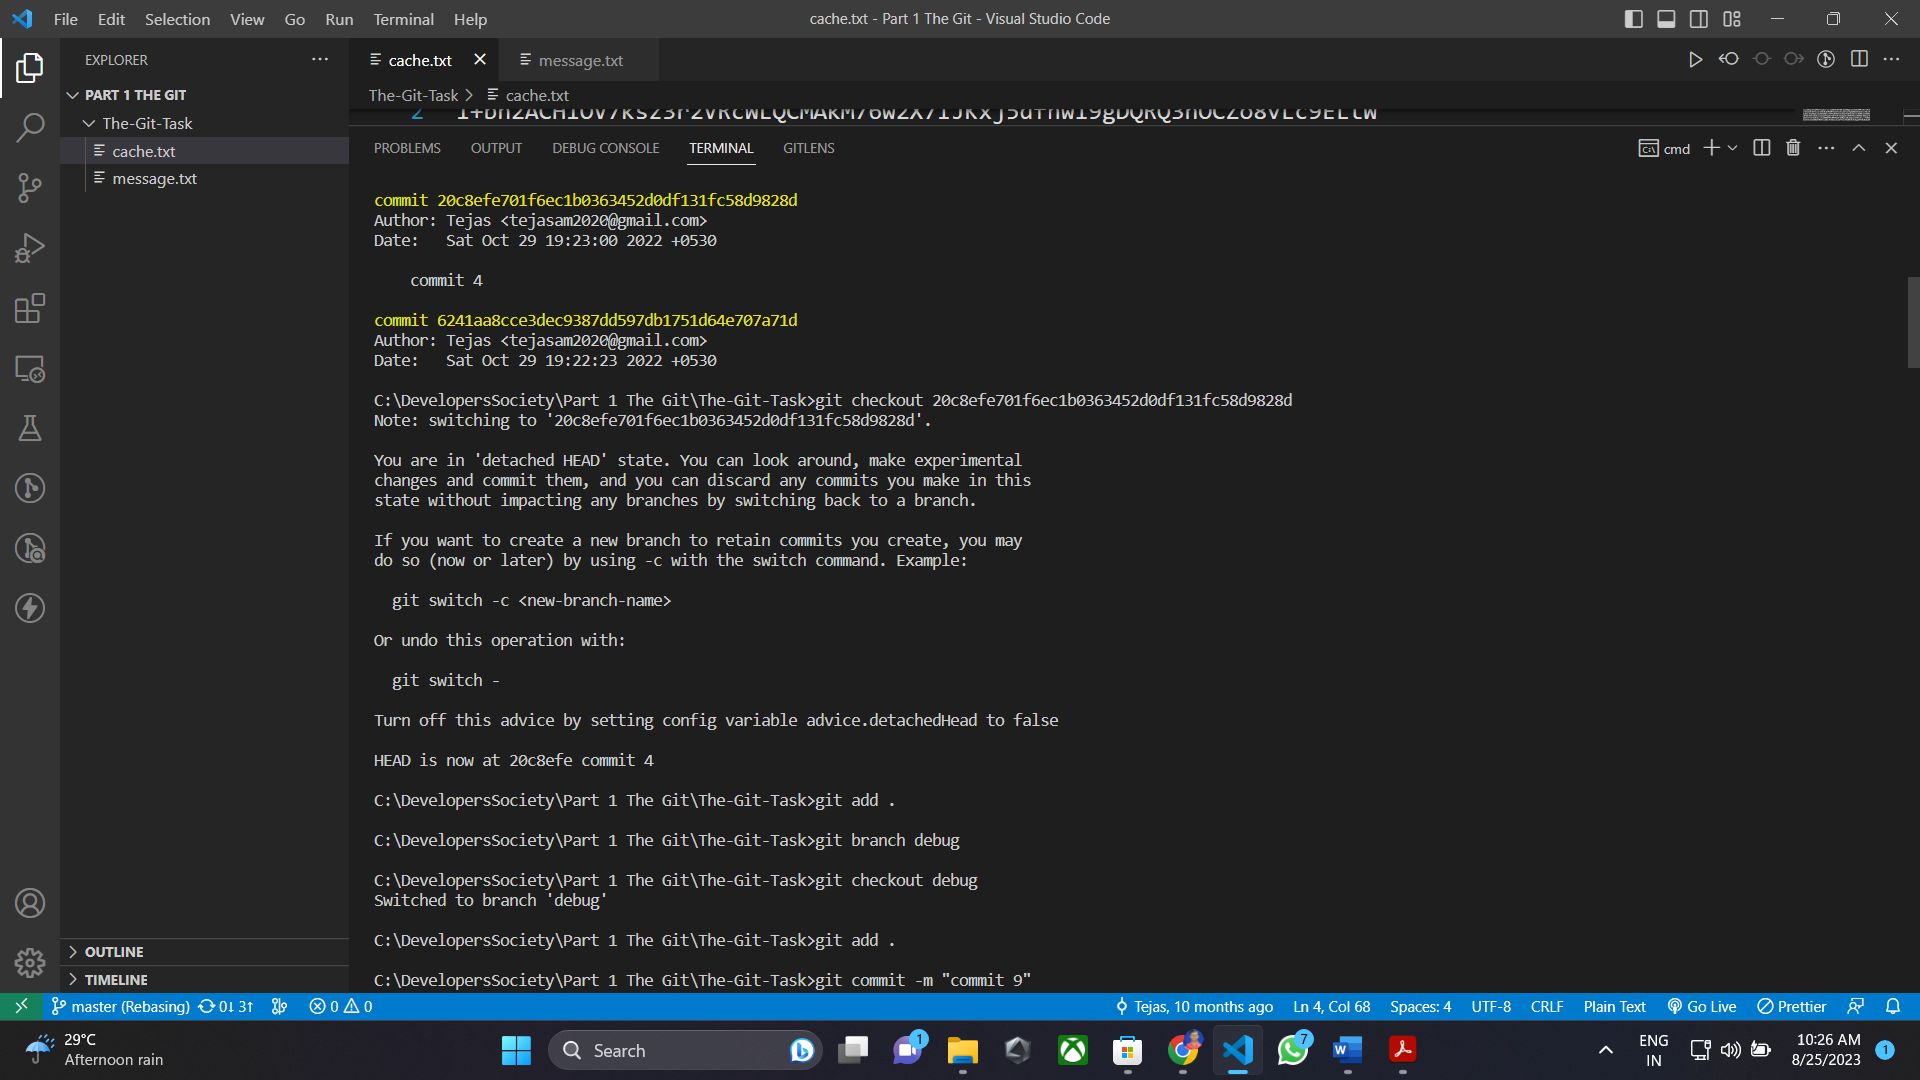 File Edit Selection View Go Run Terminal Help
cache.txt - Part 1 The Git - Visual Studio Code
EXPLORER
PART 1 THE GIT
The-Git-Task
cache.txt
message.txt
OUTLINE
TIMELINE
cache.txt
message.txt
The-Git-Task > cache.txt
2
PROBLEMS OUTPUT DEBUG CONSOLE TERMINAL GITLENS
cmd
commit 20c8efe701f6ec1b0363452d0df131fc58d9828d
Author: Tejas <tejasam2020@gmail.com>
Date:   Sat Oct 29 19:23:00 2022 +0530
commit 4
commit 6241aa8cce3dec9387dd597db1751d64e707a71d
Author: Tejas <tejasam2020@gmail.com>
Date:   Sat Oct 29 19:22:23 2022 +0530
C:\DevelopersSociety\Part 1 The Git\The-Git-Task>git checkout 20c8efe701f6ec1b0363452d0df131fc58d9828d
Note: switching to '20c8efe701f6ec1b0363452d0df131fc58d9828d'.
You are in 'detached HEAD' state. You can look around, make experimental
changes and commit them, and you can discard any commits you make in this
state without impacting any branches by switching back to a branch.
If you want to create a new branch to retain commits you create, you may
do so (now or later) by using -c with the switch command. Example:
git switch -c <new-branch-name>
Or undo this operation with:
git switch -
Turn off this advice by setting config variable advice.detachedHead to false
HEAD is now at 20c8efe commit 4
C:\DevelopersSociety\Part 1 The Git\The-Git-Task>git add .
C:\DevelopersSociety\Part 1 The Git\The-Git-Task>git branch debug
C:\DevelopersSociety\Part 1 The Git\The-Git-Task>git checkout debug
Switched to branch 'debug'
C:\DevelopersSociety\Part 1 The Git\The-Git-Task>git add .
C:\DevelopersSociety\Part 1 The Git\The-Git-Task>git commit -m "commit 9"
master (Rebasing) 0↓ 3↑ 0 0
Tejas, 10 months ago Ln 4, Col 68 Spaces: 4 UTF-8 CRLF Plain Text Go Live Prettier
29°C
Afternoon rain
Search
1
7
ENG
IN
10:26 AM
8/25/2023
1